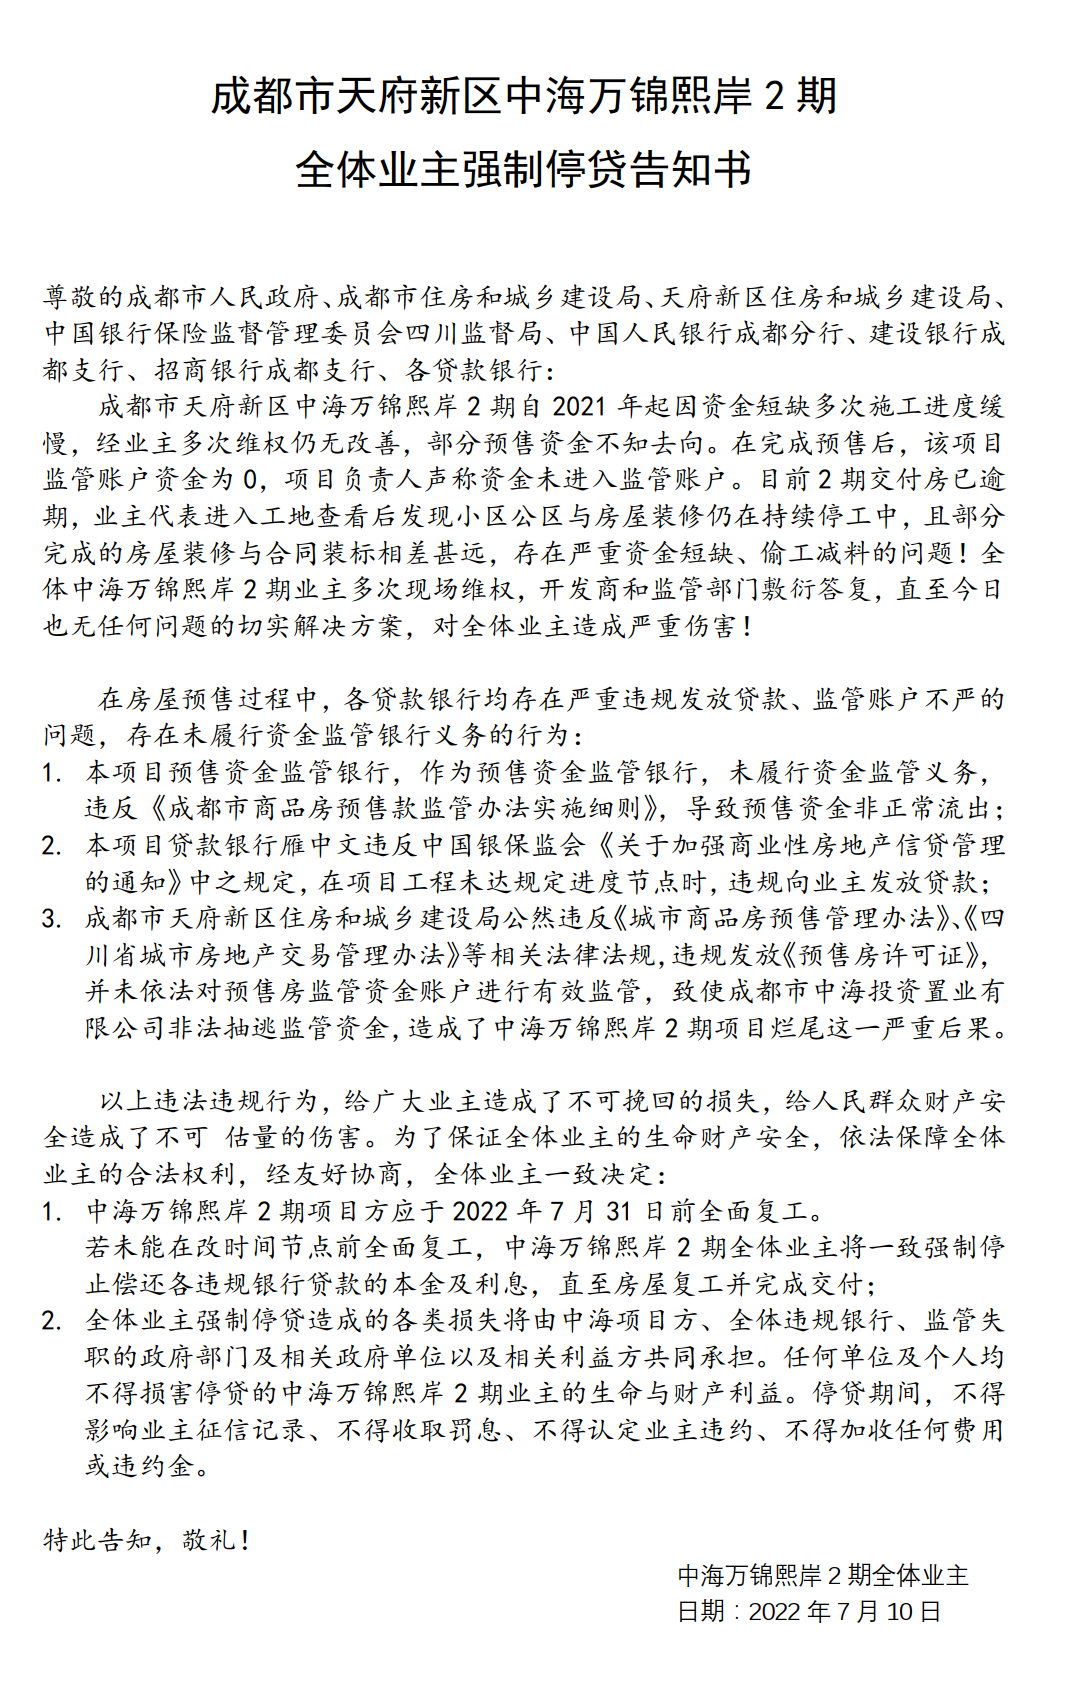 成都市天府新区中海万锦熙岸 2 期
全体业主强制停贷告知书
尊敬的成都市人民政府、成都市住房和城乡建设局、天府新区住房和城乡建设局、
中国银行保险监督管理委员会四川监督局、中国人民银行成都分行、建设银行成
都支行、招商银行成都支行、各贷款银行：
成都市天府新区中海万锦熙岸 2 期自 2021 年起因资金短缺多次施工进度缓
慢，经业主多次维权仍无改善，部分预售资金不知去向。在完成预售后，该项目
监管账户资金为 0，项目负责人声称资金未进入监管账户。目前 2 期交付房已逾
期，业主代表进入工地查看后发现小区公区与房屋装修仍在持续停工中，且部分
完成的房屋装修与合同装标相差甚远，存在严重资金短缺、偷工减料的问题！全
体中海万锦熙岸 2 期业主多次现场维权，开发商和监管部门敷衍答复，直至今日
也无任何问题的切实解决方案，对全体业主造成严重伤害！
在房屋预售过程中，各贷款银行均存在严重违规发放贷款、监管账户不严的
问题，存在未履行资金监管银行义务的行为：
1. 本项目预售资金监管银行，作为预售资金监管银行，未履行资金监管义务，
违反《成都市商品房预售款监管办法实施细则》，导致预售资金非正常流出；
2. 本项目贷款银行雁中文违反中国银保监会《关于加强商业性房地产信贷管理
的通知》中之规定，在项目工程未达规定进度节点时，违规向业主发放贷款；
3. 成都市天府新区住房和城乡建设局公然违反《城市商品房预售管理办法》、《四
川省城市房地产交易管理办法》等相关法律法规，违规发放《预售房许可证》，
并未依法对预售房监管资金账户进行有效监管，致使成都市中海投资置业有
限公司非法抽逃监管资金，造成了中海万锦熙岸 2 期项目烂尾这一严重后果。
以上违法违规行为，给广大业主造成了不可挽回的损失，给人民群众财产安
全造成了不可 估量的伤害。为了保证全体业主的生命财产安全，依法保障全体
业主的合法权利，经友好协商，全体业主一致决定：
1. 中海万锦熙岸 2 期项目方应于 2022 年 7 月 31 日前全面复工。
若未能在改时间节点前全面复工，中海万锦熙岸 2 期全体业主将一致强制停
止偿还各违规银行贷款的本金及利息，直至房屋复工并完成交付；
2. 全体业主强制停贷造成的各类损失将由中海项目方、全体违规银行、监管失
职的政府部门及相关政府单位以及相关利益方共同承担。任何单位及个人均
不得损害停贷的中海万锦熙岸 2 期业主的生命与财产利益。停贷期间，不得
影响业主征信记录、不得收取罚息、不得认定业主违约、不得加收任何费用
或违约金。
特此告知，敬礼！
中海万锦熙岸 2 期全体业主
日期：2022 年 7 月 10 日